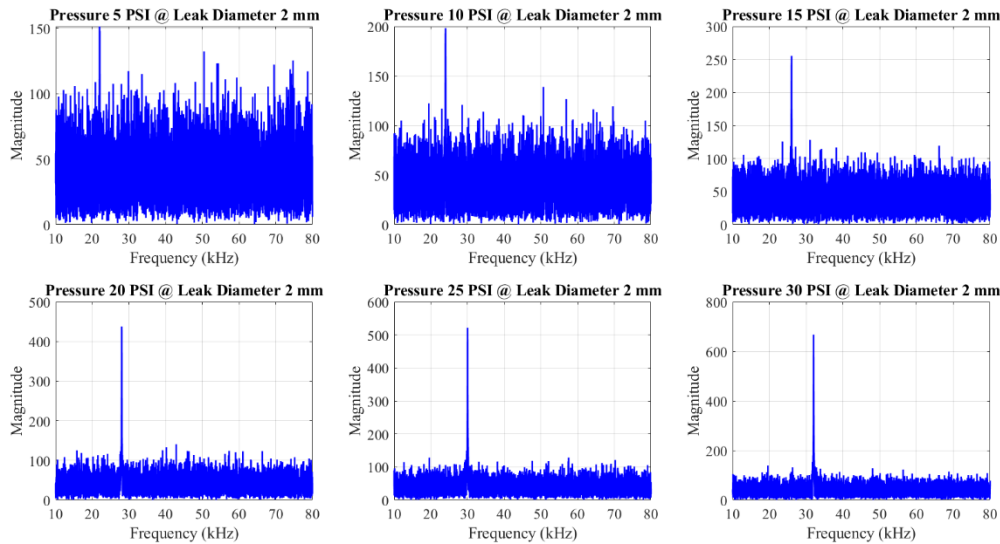 Pressure 5 PSI @ Leak Diameter 2 mm
150
100
50
0
Magnitude
10 20 30 40 50 60 70 80
Frequency (kHz)
Pressure 10 PSI @ Leak Diameter 2 mm
200
150
100
50
0
Magnitude
10 20 30 40 50 60 70 80
Frequency (kHz)
Pressure 15 PSI @ Leak Diameter 2 mm
300
250
200
150
100
50
0
Magnitude
10 20 30 40 50 60 70 80
Frequency (kHz)
Pressure 20 PSI @ Leak Diameter 2 mm
500
400
300
200
100
0
Magnitude
10 20 30 40 50 60 70 80
Frequency (kHz)
Pressure 25 PSI @ Leak Diameter 2 mm
600
500
400
300
200
100
0
Magnitude
10 20 30 40 50 60 70 80
Frequency (kHz)
Pressure 30 PSI @ Leak Diameter 2 mm
800
600
400
200
0
Magnitude
10 20 30 40 50 60 70 80
Frequency (kHz)